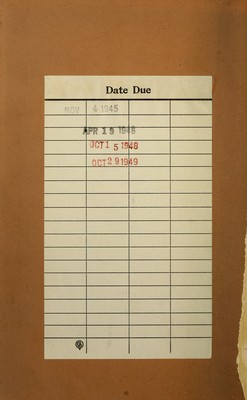 Date Due
NOV 4 1945
APR 19 1948
OCT 15 1948
OCT 29 1949